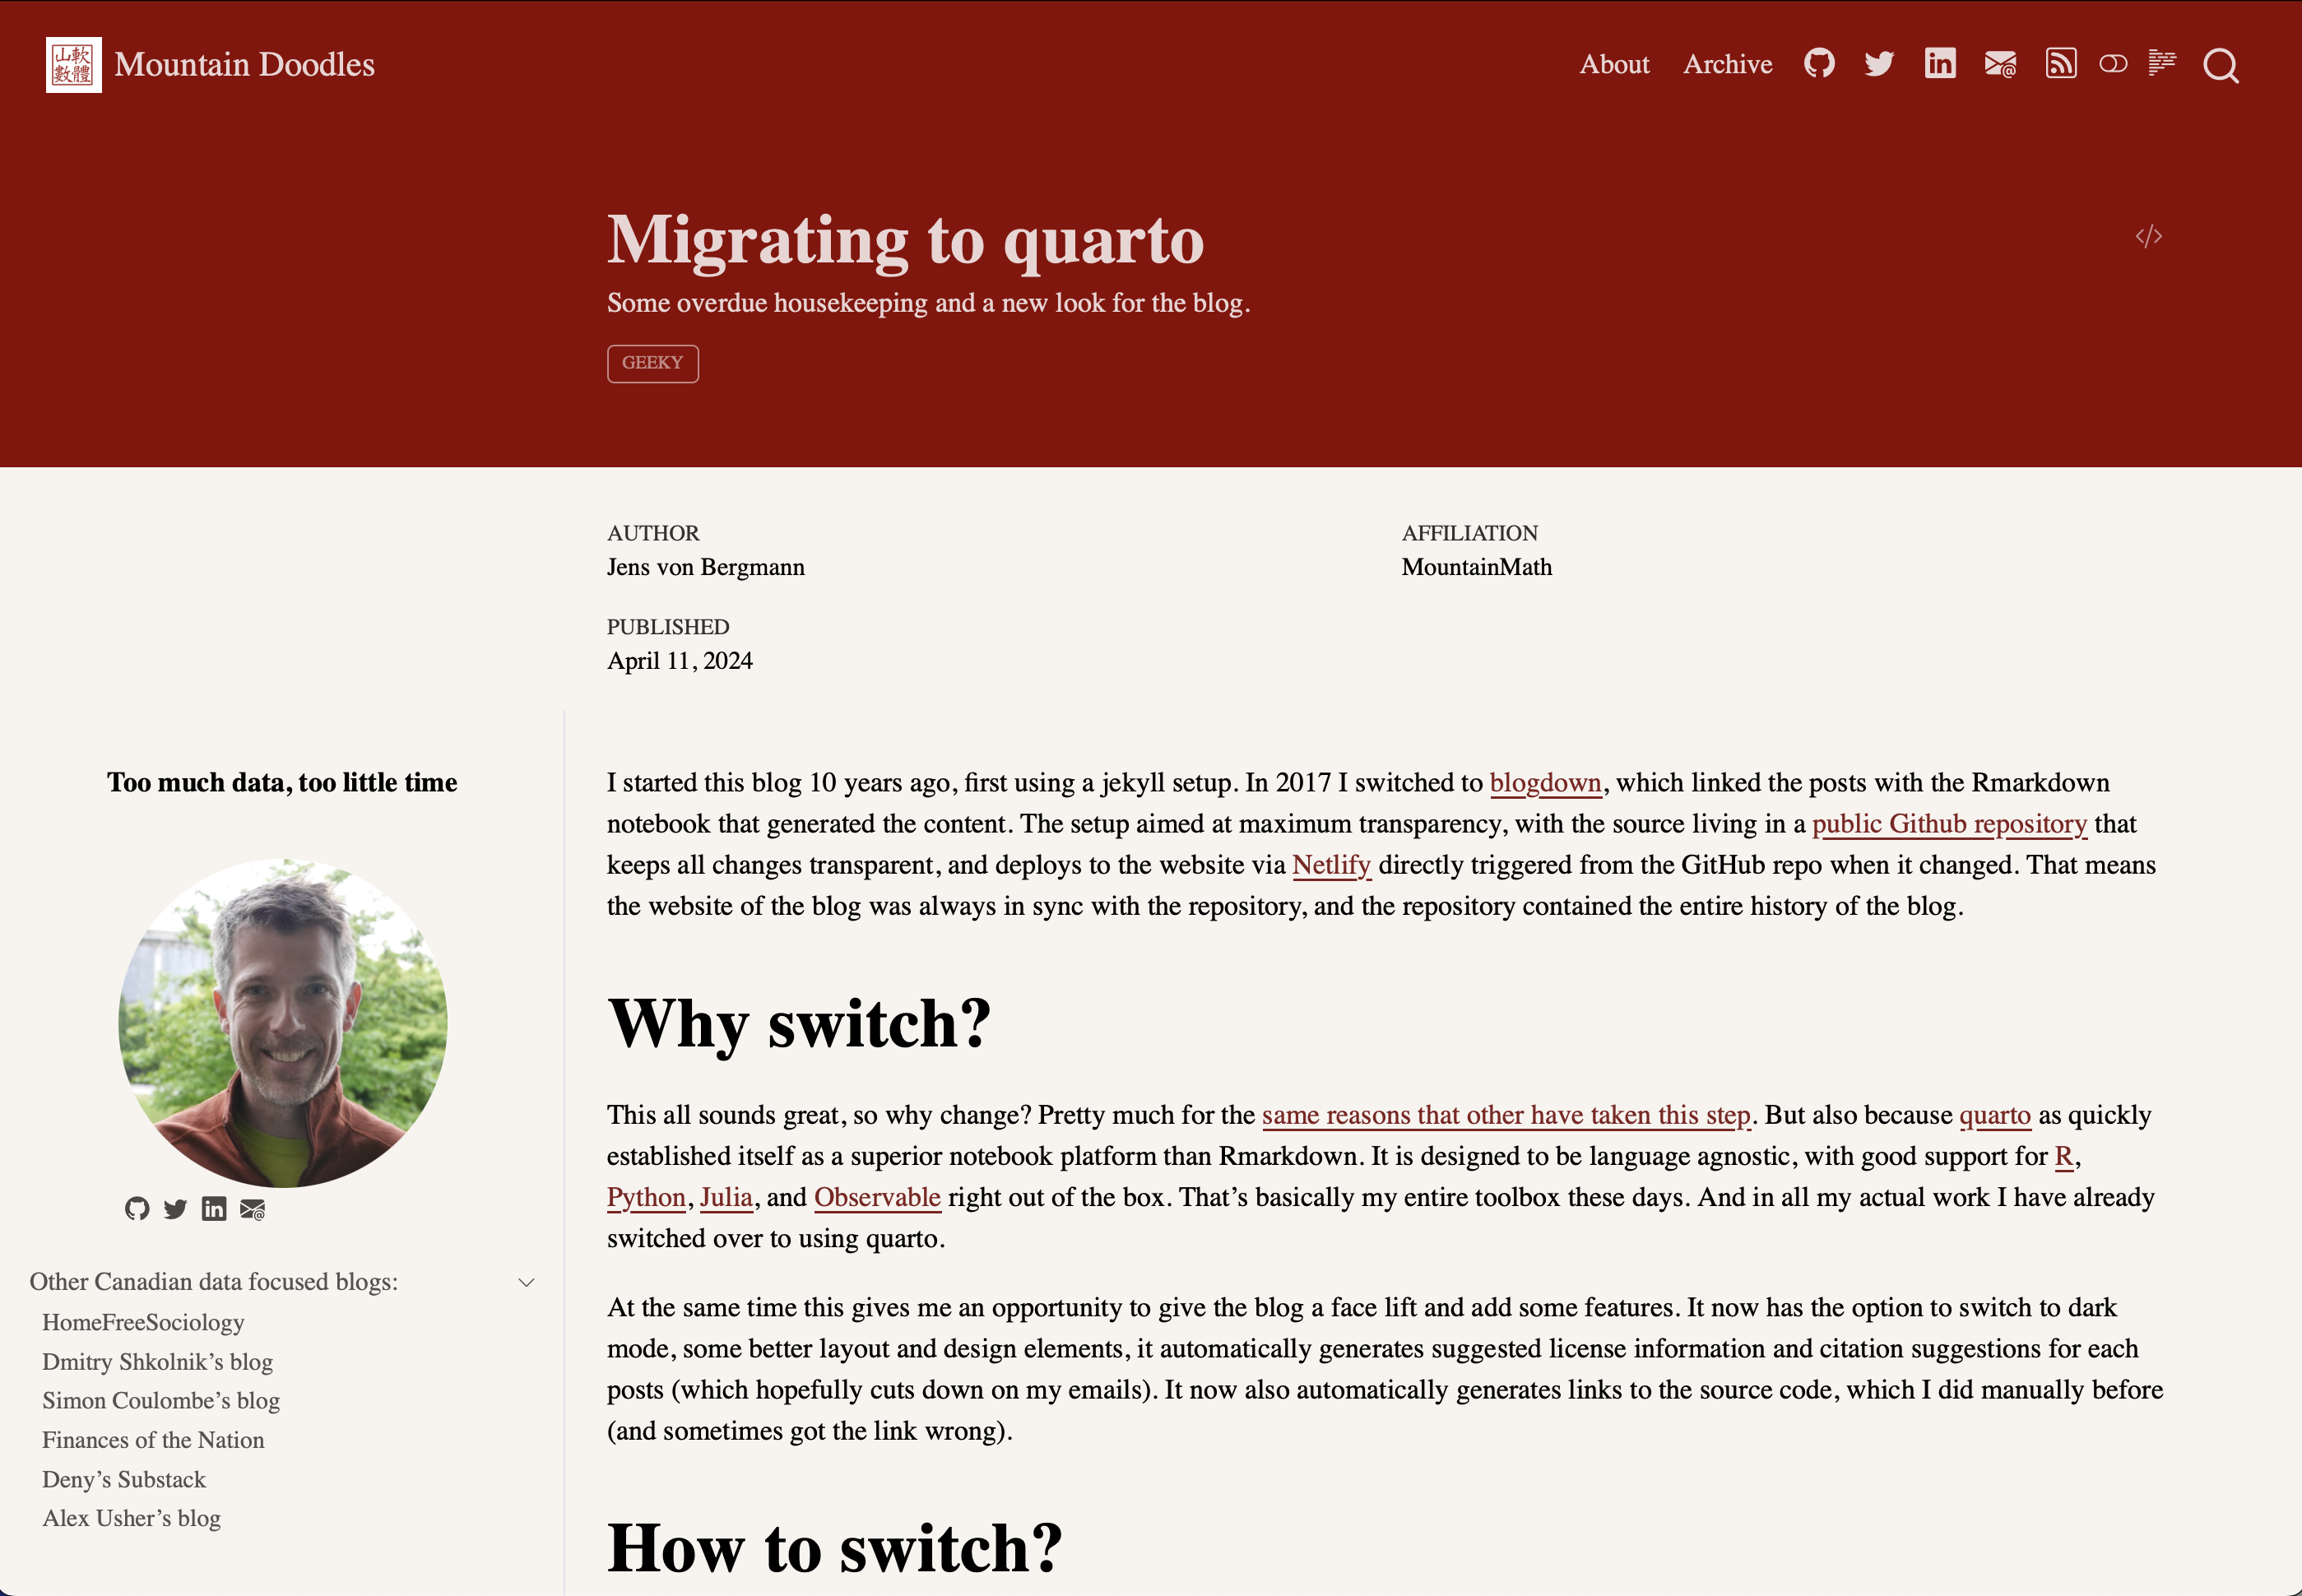 山軟
數體
Mountain Doodles
About
Archive
Migrating to quarto
Some overdue housekeeping and a new look for the blog.
GEEKY
AUTHOR
Jens von Bergmann
AFFILIATION
MountainMath
PUBLISHED
April 11, 2024
Too much data, too little time
Other Canadian data focused blogs:
HomeFreeSociology
Dmitry Shkolnik’s blog
Simon Coulombe’s blog
Finances of the Nation
Deny’s Substack
Alex Usher’s blog
I started this blog 10 years ago, first using a jekyll setup. In 2017 I switched to blogdown, which linked the posts with the Rmarkdown
notebook that generated the content. The setup aimed at maximum transparency, with the source living in a public Github repository that
keeps all changes transparent, and deploys to the website via Netlify directly triggered from the GitHub repo when it changed. That means
the website of the blog was always in sync with the repository, and the repository contained the entire history of the blog.
Why switch?
This all sounds great, so why change? Pretty much for the same reasons that other have taken this step. But also because quarto as quickly
established itself as a superior notebook platform than Rmarkdown. It is designed to be language agnostic, with good support for R,
Python, Julia, and Observable right out of the box. That’s basically my entire toolbox these days. And in all my actual work I have already
switched over to using quarto.
At the same time this gives me an opportunity to give the blog a face lift and add some features. It now has the option to switch to dark
mode, some better layout and design elements, it automatically generates suggested license information and citation suggestions for each
posts (which hopefully cuts down on my emails). It now also automatically generates links to the source code, which I did manually before
(and sometimes got the link wrong).
How to switch?